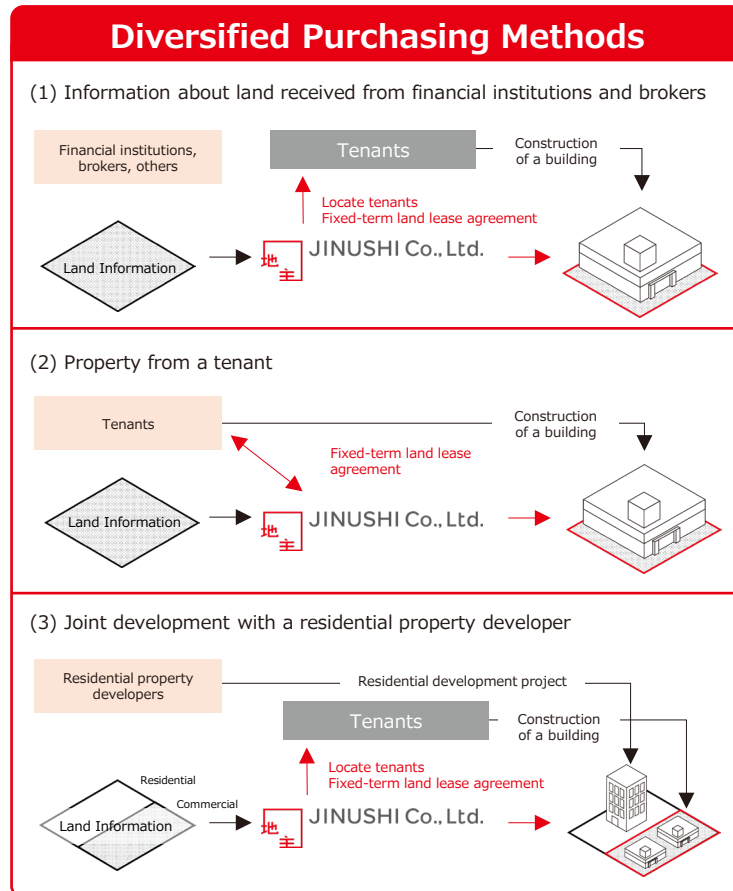 Diversified Purchasing Methods
(1) Information about land received from financial institutions and brokers
Financial institutions,
brokers, others
Tenants
Construction
of a building
Locate tenants
Fixed-term land lease agreement
Land Information
地主
JINUSHI Co., Ltd.
(2) Property from a tenant
Tenants
Construction
of a building
Fixed-term land lease
agreement
Land Information
地主
JINUSHI Co., Ltd.
(3) Joint development with a residential property developer
Residential property
developers
Residential development project
Tenants
Construction
of a building
Locate tenants
Fixed-term land lease agreement
Residential
Commercial
Land Information
地主
JINUSHI Co., Ltd.